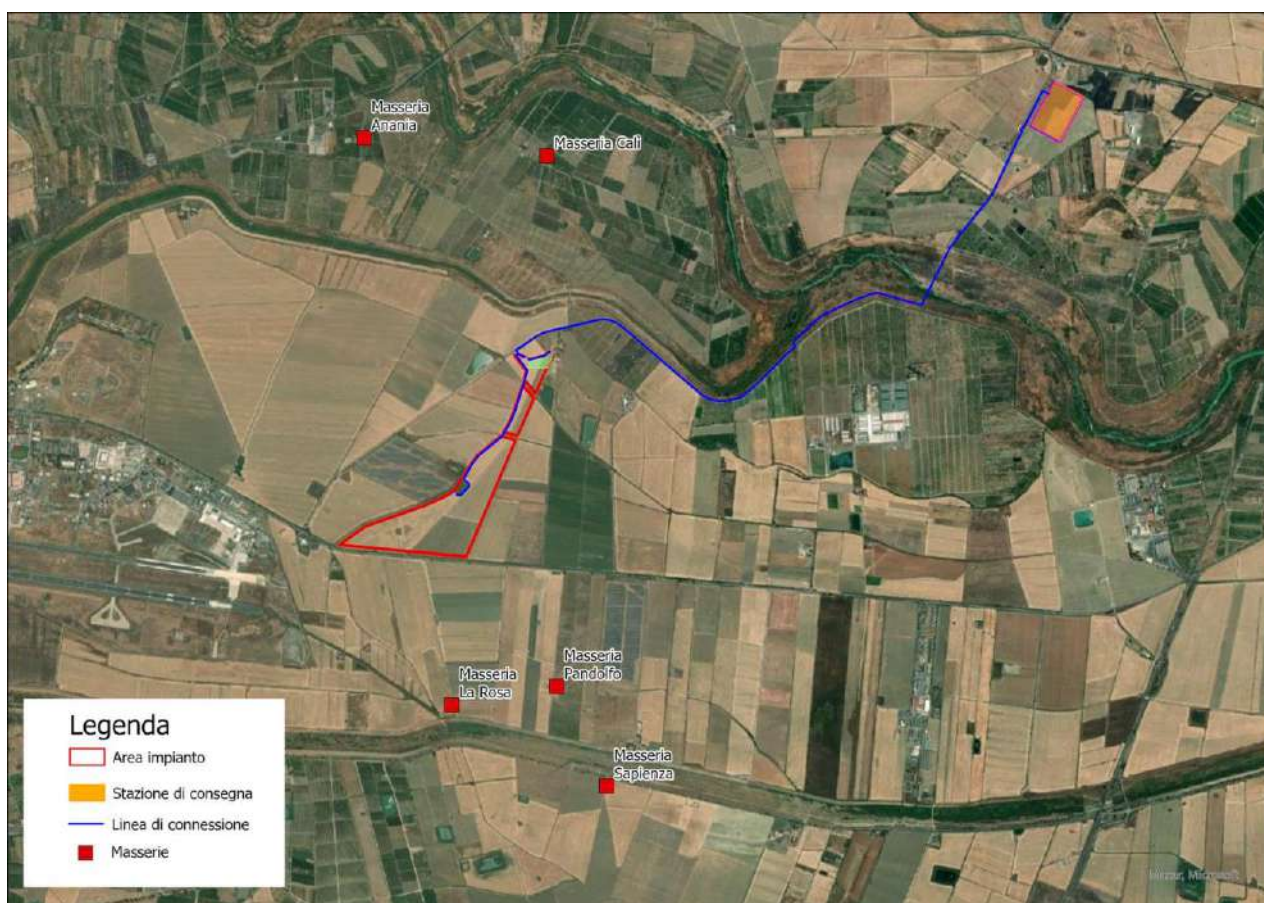 Masseria
Anania
Masseria Calì
Masseria
La Rosa
Masseria
Pandolfo
Masseria
Sapienza
Legenda
Area impianto
Stazione di consegna
Linea di connessione
Masserie
Microsoft